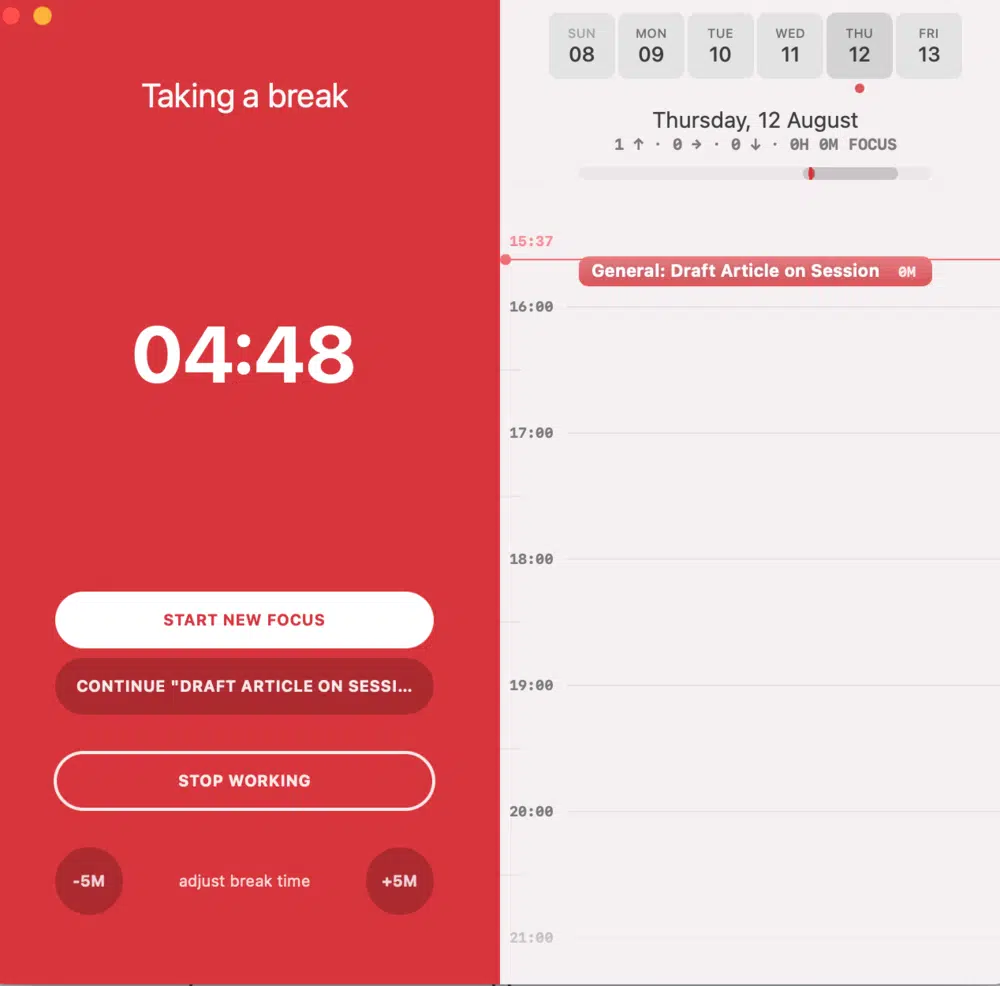 Taking a break
04:48
START NEW FOCUS
CONTINUE "DRAFT ARTICLE ON SESSI...
STOP WORKING
-5M adjust break time +5M
SUN MON TUE WED THU FRI
08 09 10 11 12 13
Thursday, 12 August
1 ↑ · 0 → · 0 ↓ · 0H 0M FOCUS
15:37
General: Draft Article on Session 0M
16:00
17:00
18:00
19:00
20:00
21:00